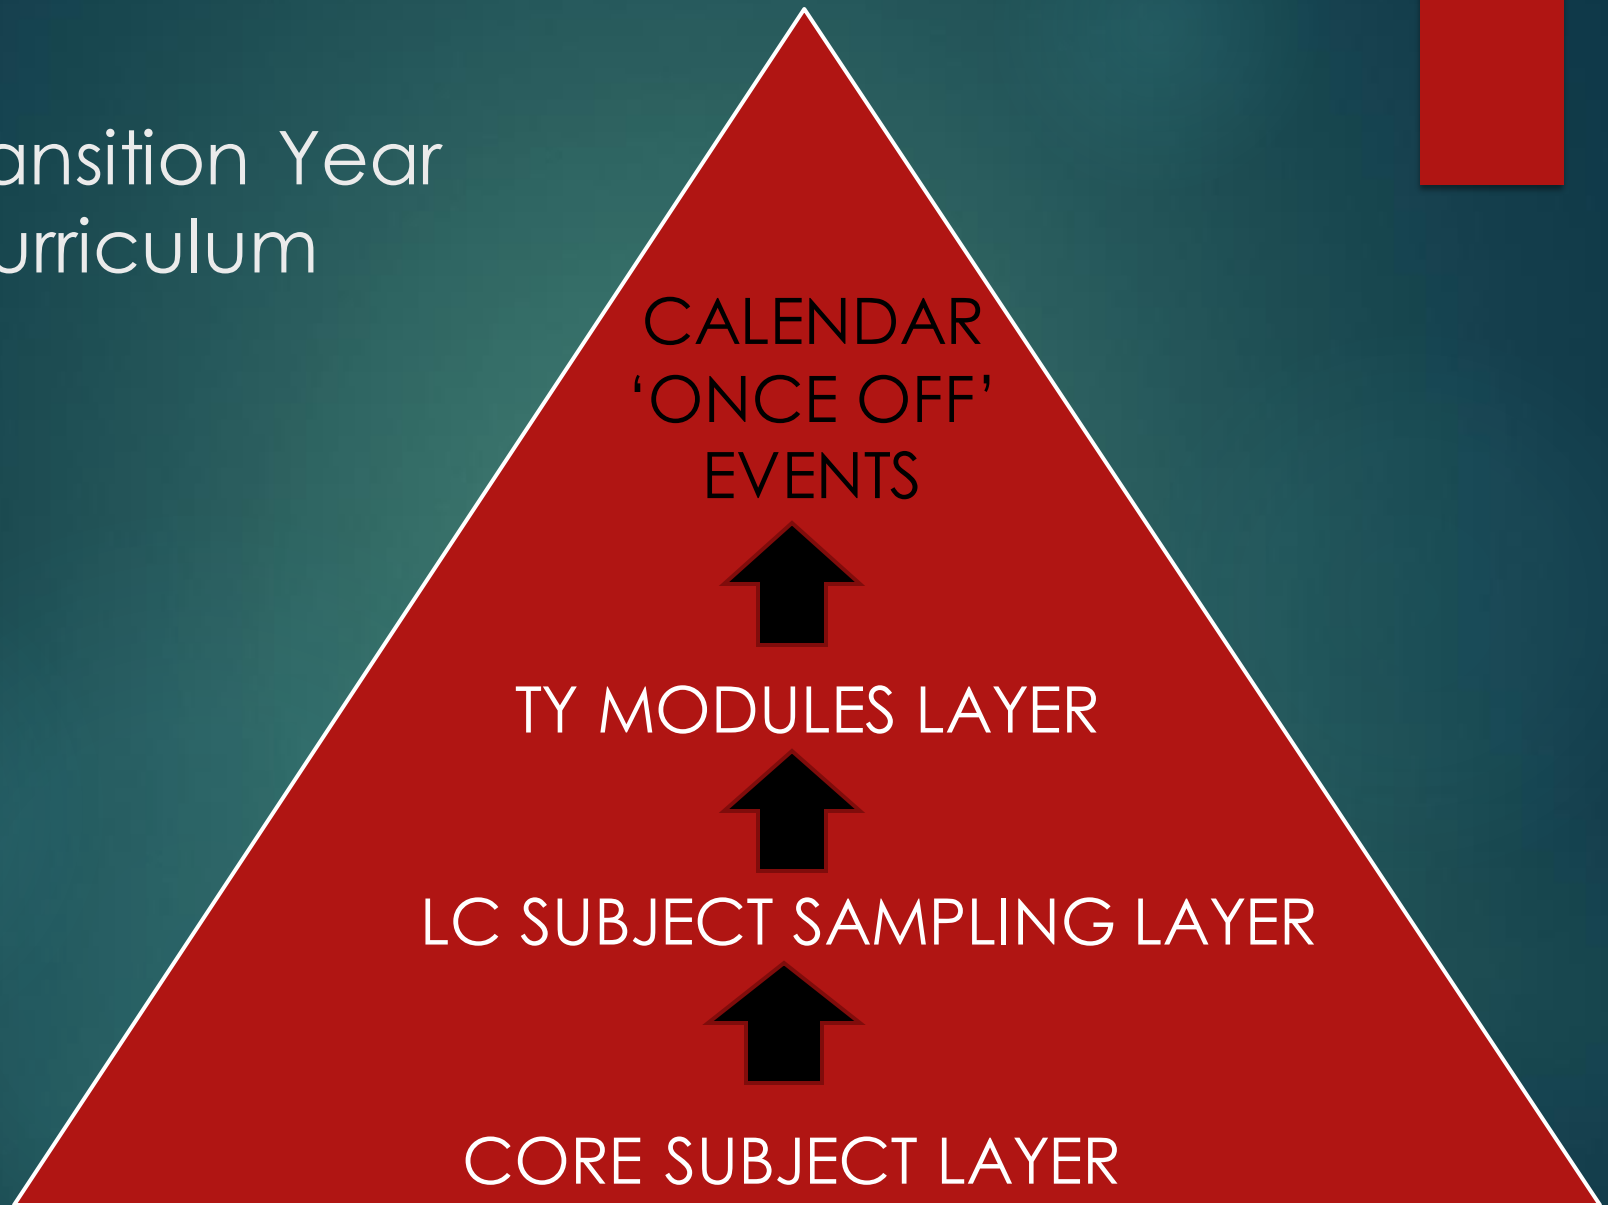 ansition Year
urriculum
CALENDAR
‘ONCE OFF’
EVENTS
TY MODULES LAYER
LC SUBJECT SAMPLING LAYER
CORE SUBJECT LAYER